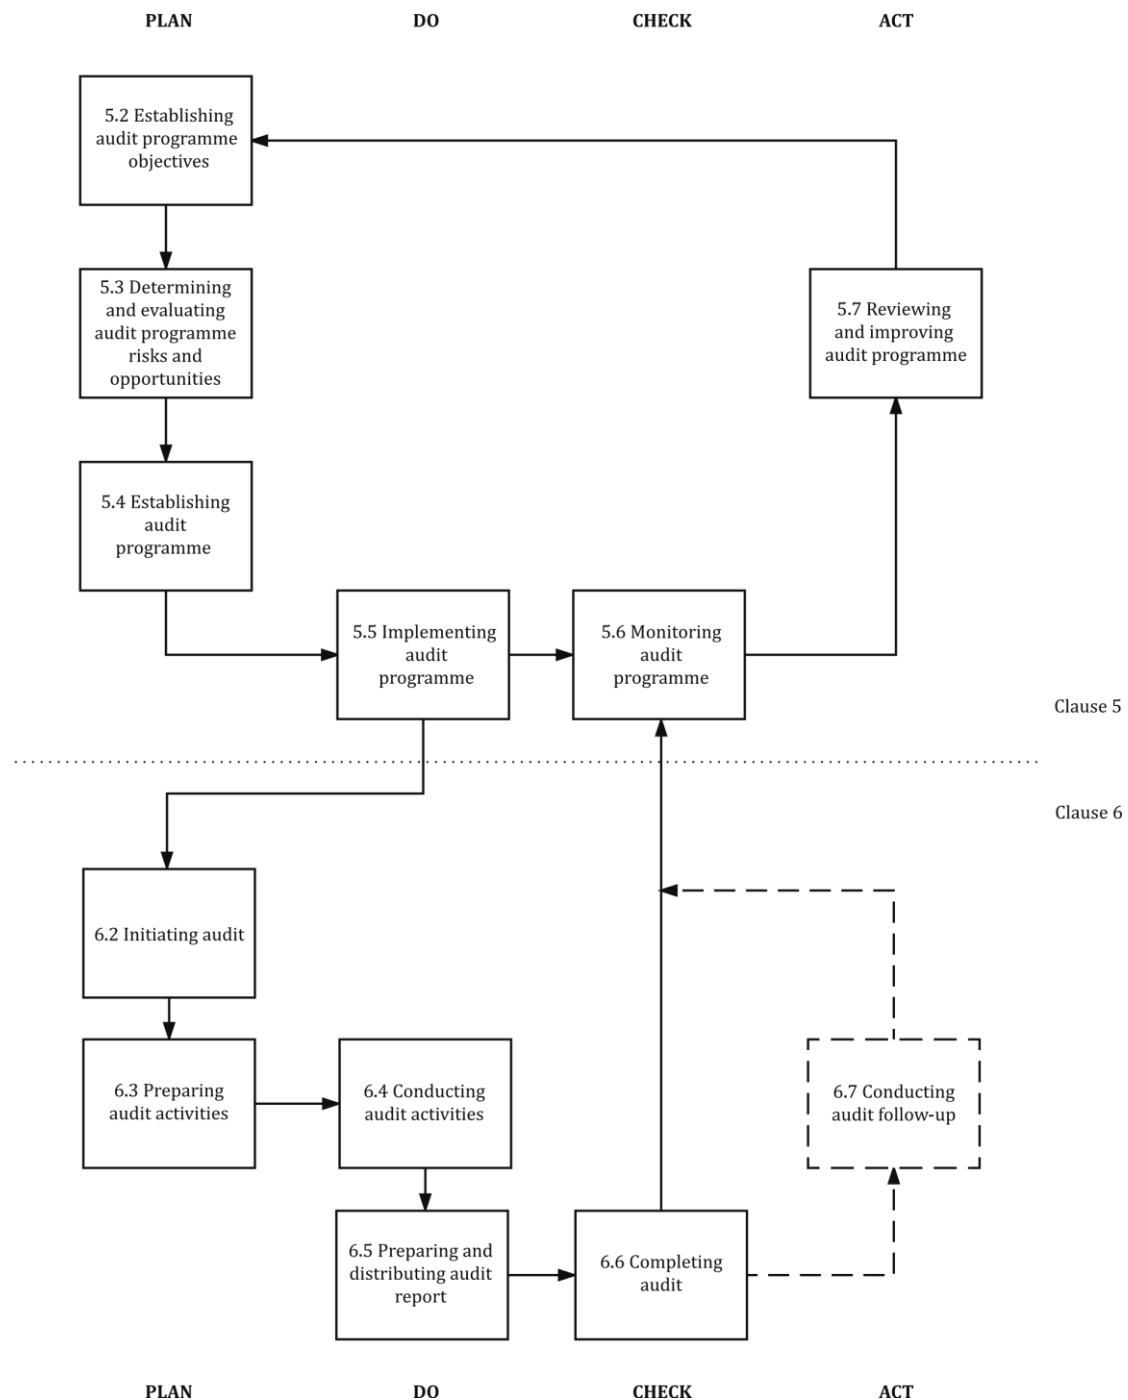 PLAN
DO
CHECK
ACT
5.2 Establishing
audit programme
objectives
5.3 Determining
and evaluating
audit programme
risks and
opportunities
5.7 Reviewing
and improving
audit programme
5.4 Establishing
audit
programme
5.5 Implementing
audit
programme
5.6 Monitoring
audit
programme
Clause 5
Clause 6
6.2 Initiating audit
6.3 Preparing
audit activities
6.4 Conducting
audit activities
6.7 Conducting
audit follow-up
6.5 Preparing and
distributing audit
report
6.6 Completing
audit
PLAN
DO
CHECK
ACT